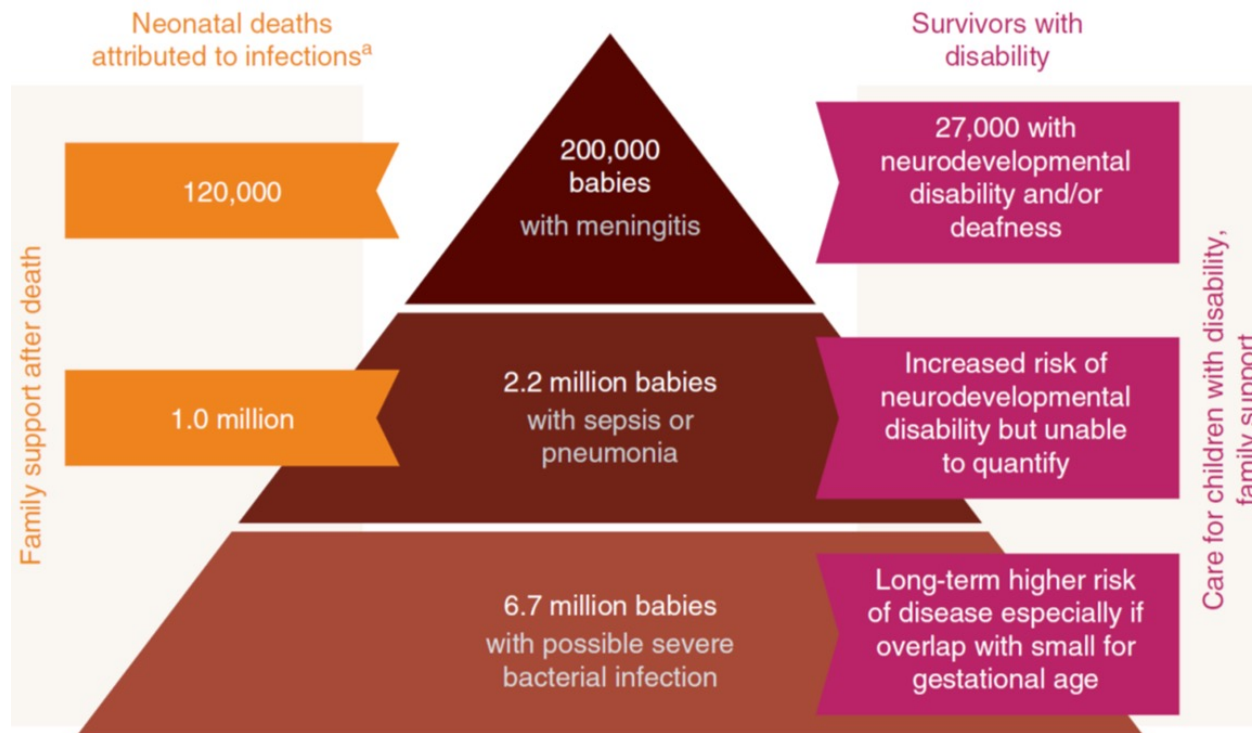 Neonatal deaths
attributed to infectionsᵃ
Survivors with
disability
Family support after death
120,000
200,000
babies
with meningitis
27,000 with
neurodevelopmental
disability and/or
deafness
1.0 million
2.2 million babies
with sepsis or
pneumonia
Increased risk of
neurodevelopmental
disability but unable
to quantify
6.7 million babies
with possible severe
bacterial infection
Long-term higher risk
of disease especially if
overlap with small for
gestational age
Care for children with disability,
family support